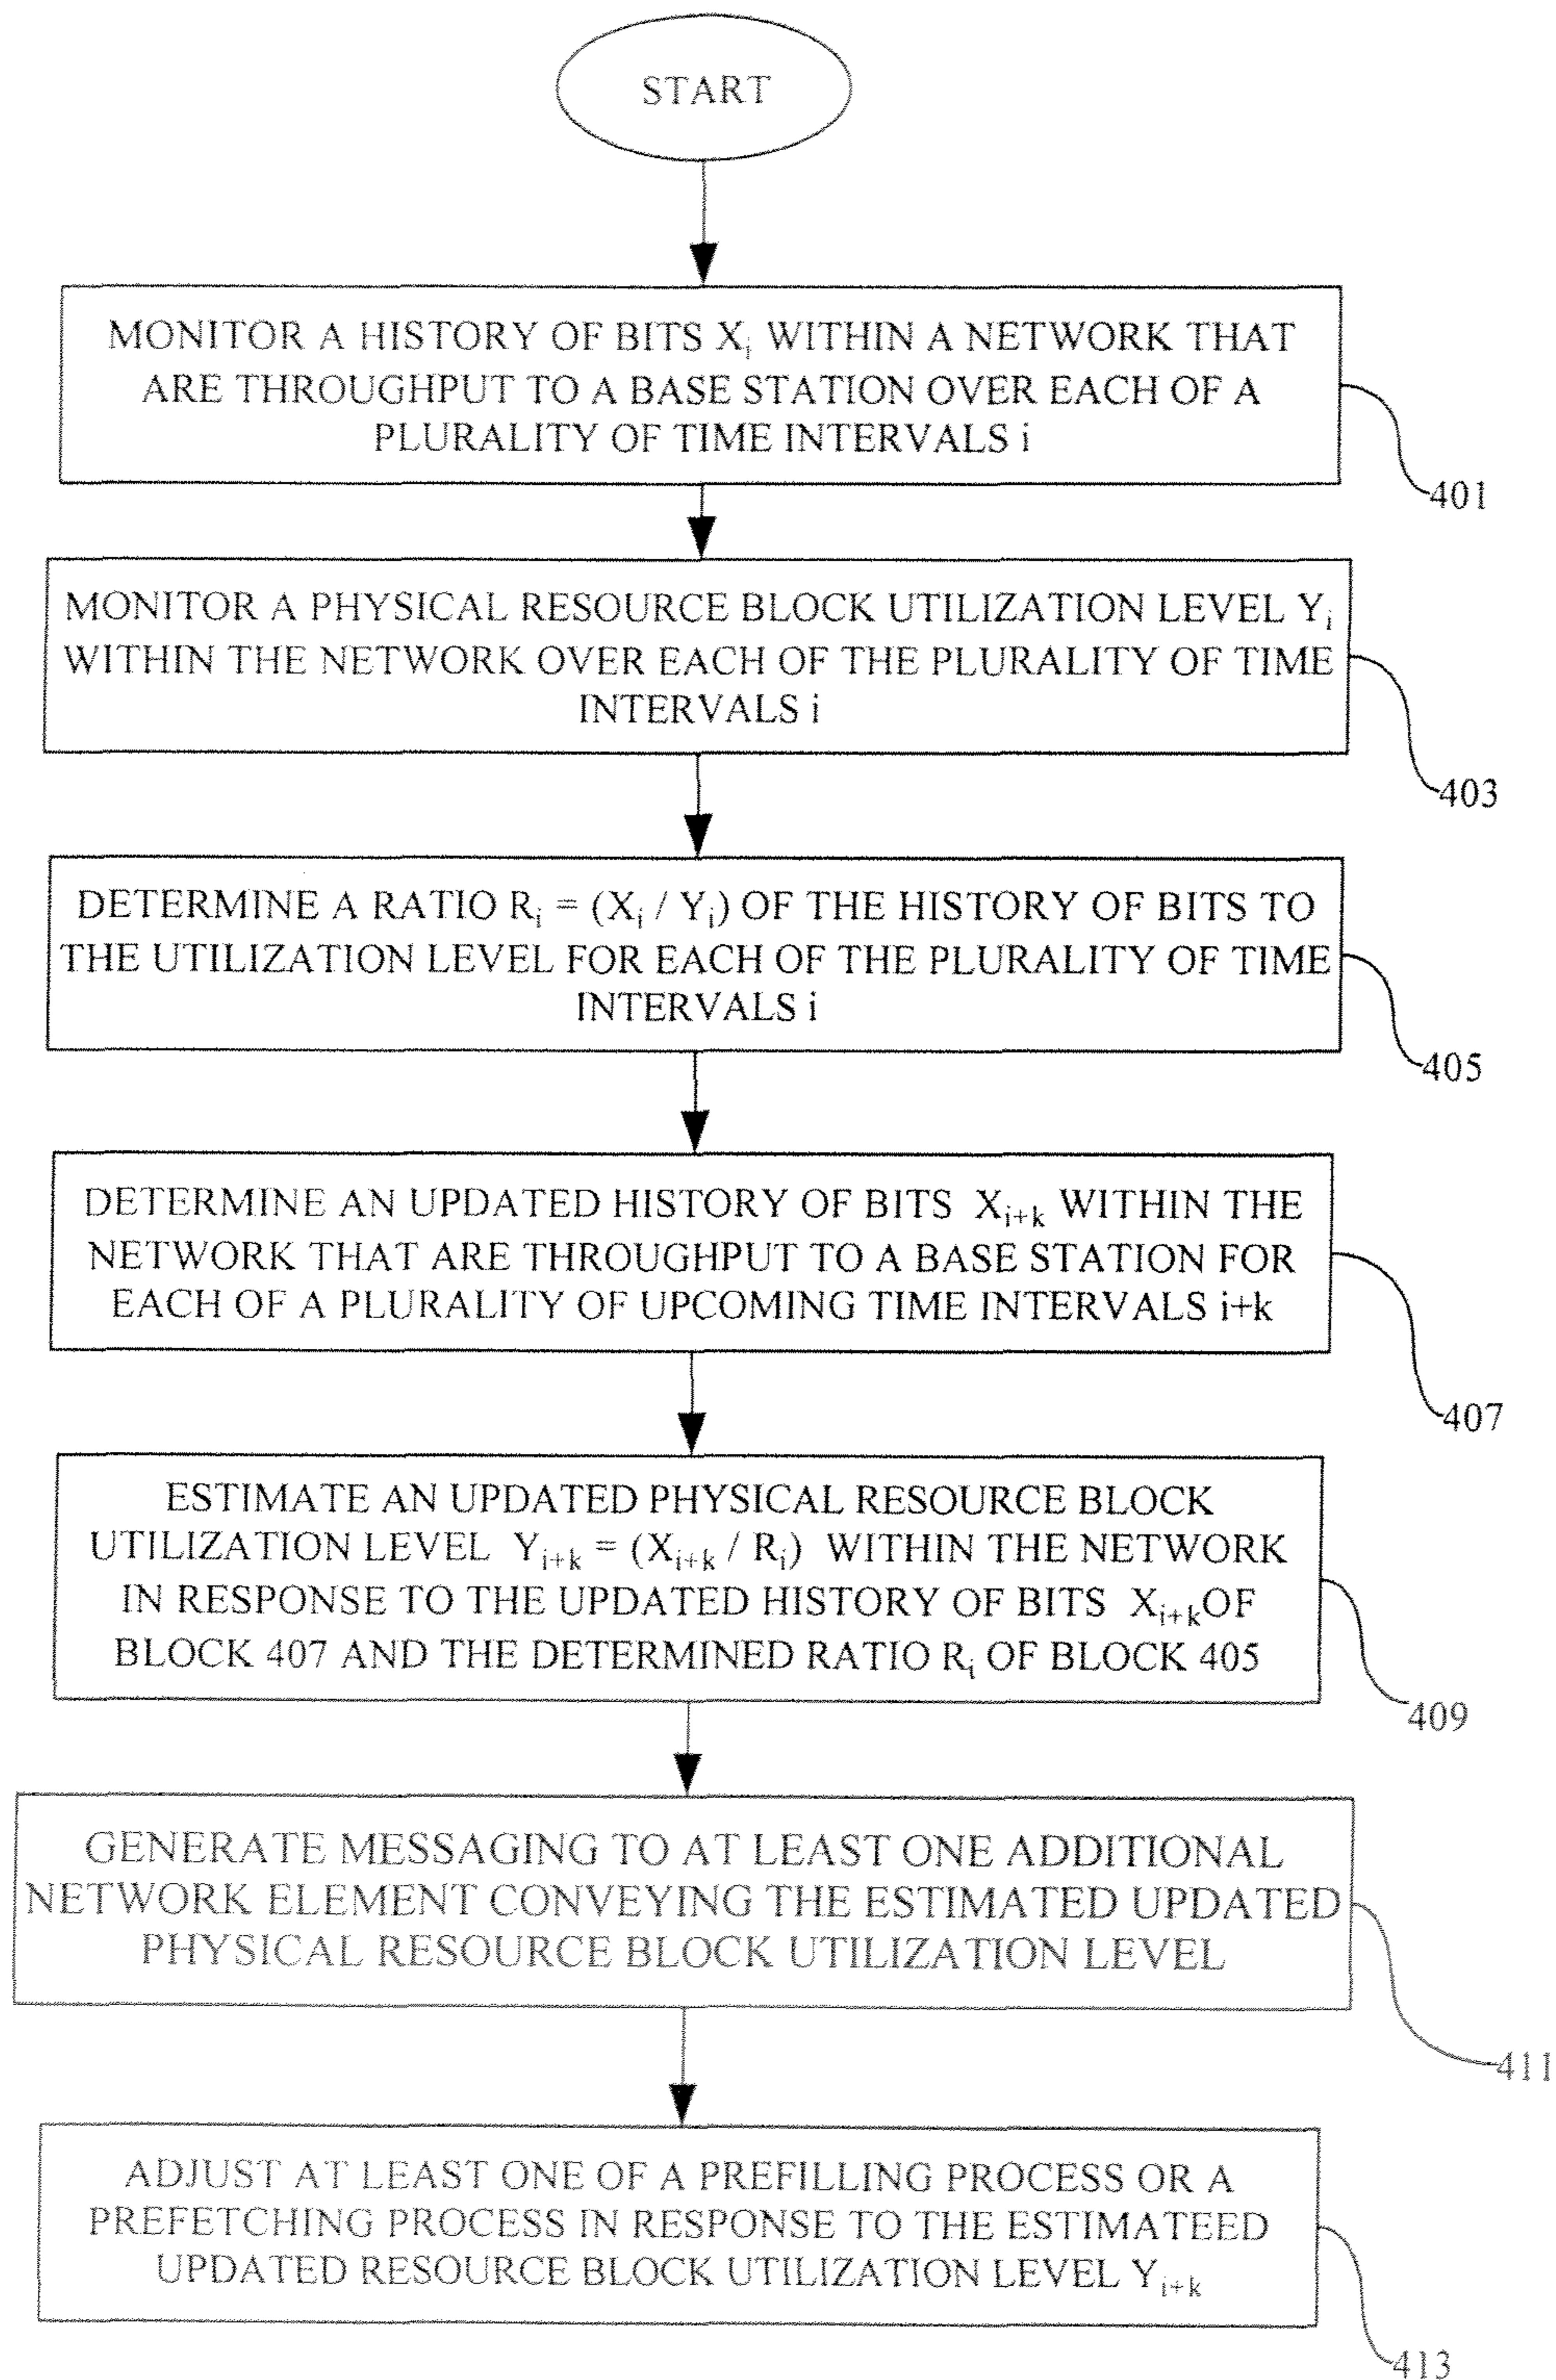 START
MONITOR A HISTORY OF BITS Xi WITHIN A NETWORK THAT
ARE THROUGHPUT TO A BASE STATION OVER EACH OF A
PLURALITY OF TIME INTERVALS i
401
MONITOR A PHYSICAL RESOURCE BLOCK UTILIZATION LEVEL Yi
WITHIN THE NETWORK OVER EACH OF THE PLURALITY OF TIME
INTERVALS i
403
DETERMINE A RATIO Ri = (Xi / Yi) OF THE HISTORY OF BITS TO
THE UTILIZATION LEVEL FOR EACH OF THE PLURALITY OF TIME
INTERVALS i
405
DETERMINE AN UPDATED HISTORY OF BITS Xi+k WITHIN THE
NETWORK THAT ARE THROUGHPUT TO A BASE STATION FOR
EACH OF A PLURALITY OF UPCOMING TIME INTERVALS i+k
407
ESTIMATE AN UPDATED PHYSICAL RESOURCE BLOCK
UTILIZATION LEVEL Yi+k = (Xi+k / Ri) WITHIN THE NETWORK
IN RESPONSE TO THE UPDATED HISTORY OF BITS Xi+kOF
BLOCK 407 AND THE DETERMINED RATIO Ri OF BLOCK 405
409
GENERATE MESSAGING TO AT LEAST ONE ADDITIONAL
NETWORK ELEMENT CONVEYING THE ESTIMATED UPDATED
PHYSICAL RESOURCE BLOCK UTILIZATION LEVEL
411
ADJUST AT LEAST ONE OF A PREFILLING PROCESS OR A
PREFETCHING PROCESS IN RESPONSE TO THE ESTIMATEED
UPDATED RESOURCE BLOCK UTILIZATION LEVEL Yi+k
413